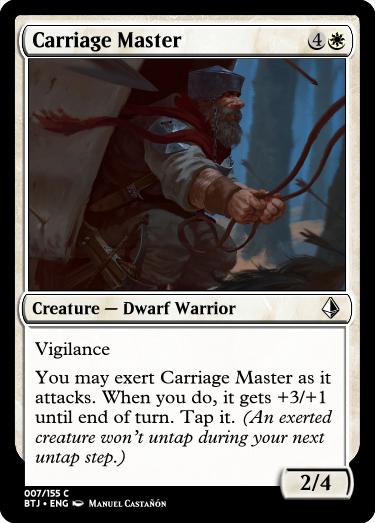 Carriage Master 4
Creature — Dwarf Warrior
Vigilance
You may exert Carriage Master as it
attacks. When you do, it gets +3/+1
until end of turn. Tap it. (An exerted
creature won't untap during your next
untap step.)
2/4
007/155 C
BTJ • ENG Manuel Castañón